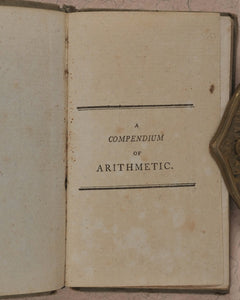 A
COMPENDIUM
OF
ARITHMETIC.